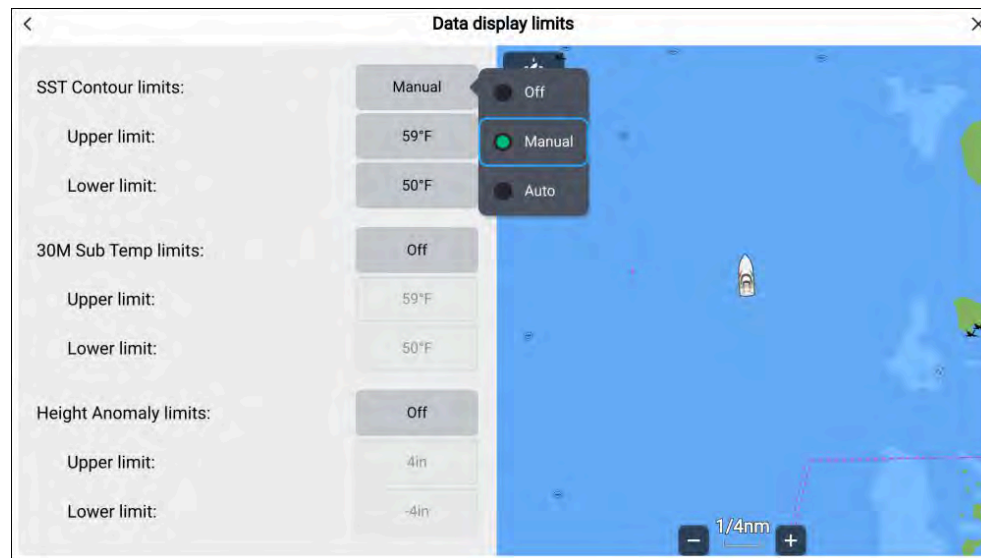 Data display limits
SST Contour limits:
Manual
Off
Upper limit:
59°F
Manual
Lower limit:
50°F
Auto
30M Sub Temp limits:
Off
Upper limit:
59°F
Lower limit:
50°F
Height Anomaly limits:
Off
Upper limit:
4in
Lower limit:
-4in
1/4nm